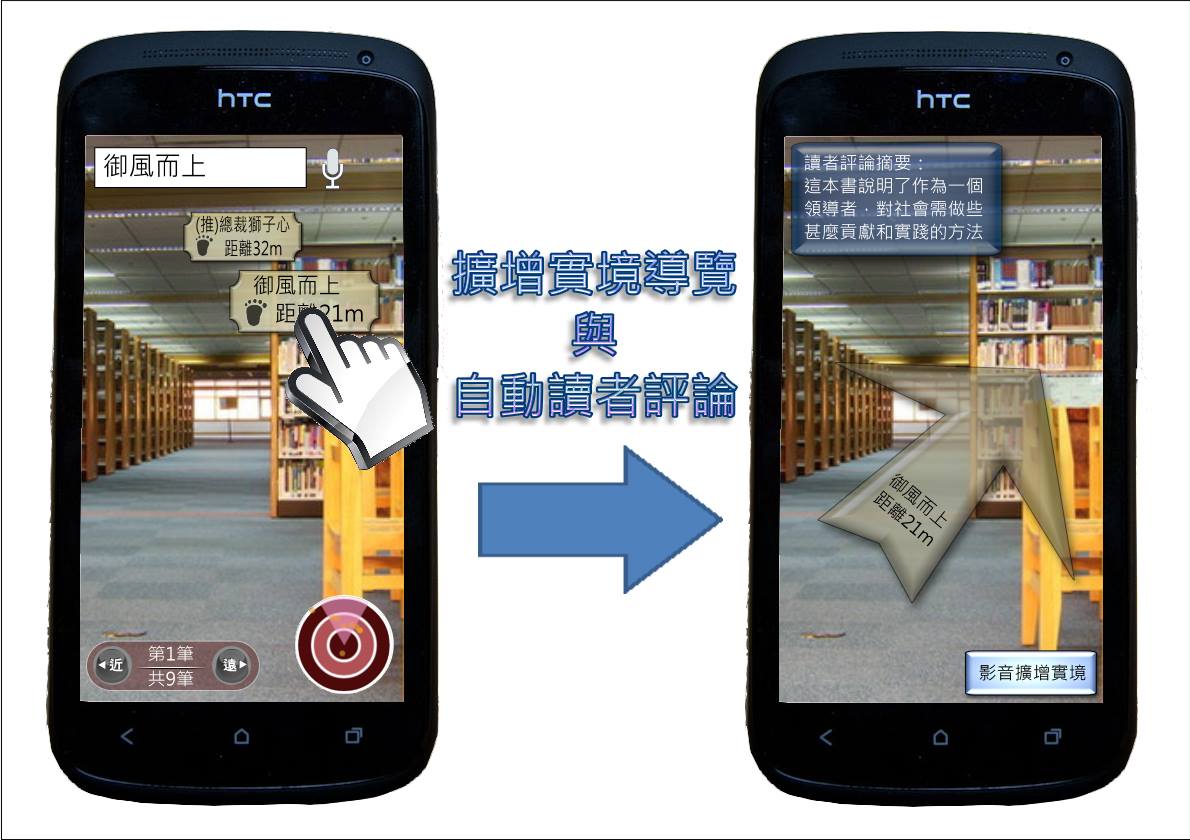 hTC
御風而上
(推)總裁獅子心
距離32m
御風而上
距離21m
近
第1筆
共9筆
遠
擴增實境導覽
與
自動讀者評論
hTC
讀者評論摘要：
這本書說明了作為一個
領導者，對社會需做些
甚麼貢獻和實踐的方法
御風而上
距離21m
影音擴增實境